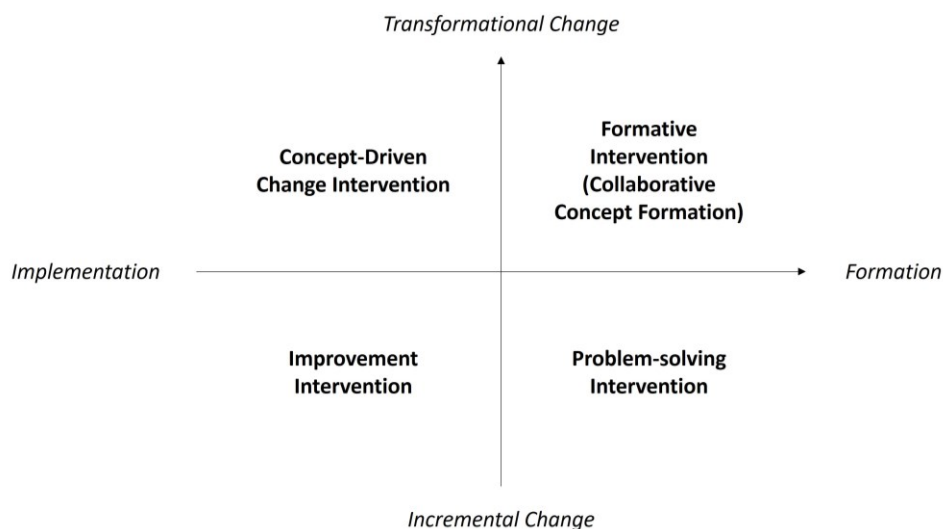 Transformational Change
Concept-Driven
Change Intervention
Formative
Intervention
(Collaborative
Concept Formation)
Implementation
Formation
Improvement
Intervention
Problem-solving
Intervention
Incremental Change